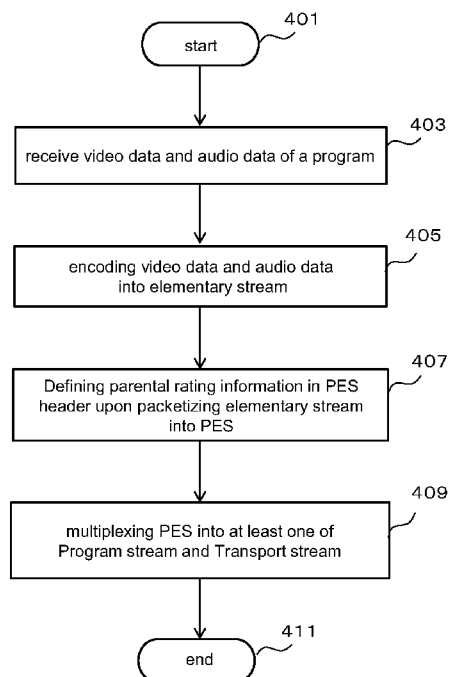 401
start
403
receive video data and audio data of a program
405
encoding video data and audio data
into elementary stream
407
Defining parental rating information in PES
header upon packetizing elementary stream
into PES
409
multiplexing PES into at least one of
Program stream and Transport stream
411
end